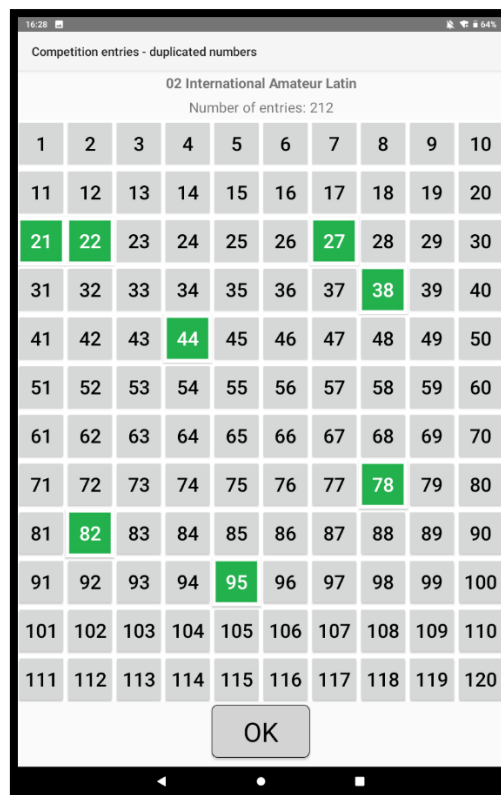 16:28 64%
Competition entries - duplicated numbers
02 International Amateur Latin
Number of entries: 212
1 2 3 4 5 6 7 8 9 10
11 12 13 14 15 16 17 18 19 20
21 22 23 24 25 26 27 28 29 30
31 32 33 34 35 36 37 38 39 40
41 42 43 44 45 46 47 48 49 50
51 52 53 54 55 56 57 58 59 60
61 62 63 64 65 66 67 68 69 70
71 72 73 74 75 76 77 78 79 80
81 82 83 84 85 86 87 88 89 90
91 92 93 94 95 96 97 98 99 100
101 102 103 104 105 106 107 108 109 110
111 112 113 114 115 116 117 118 119 120
OK